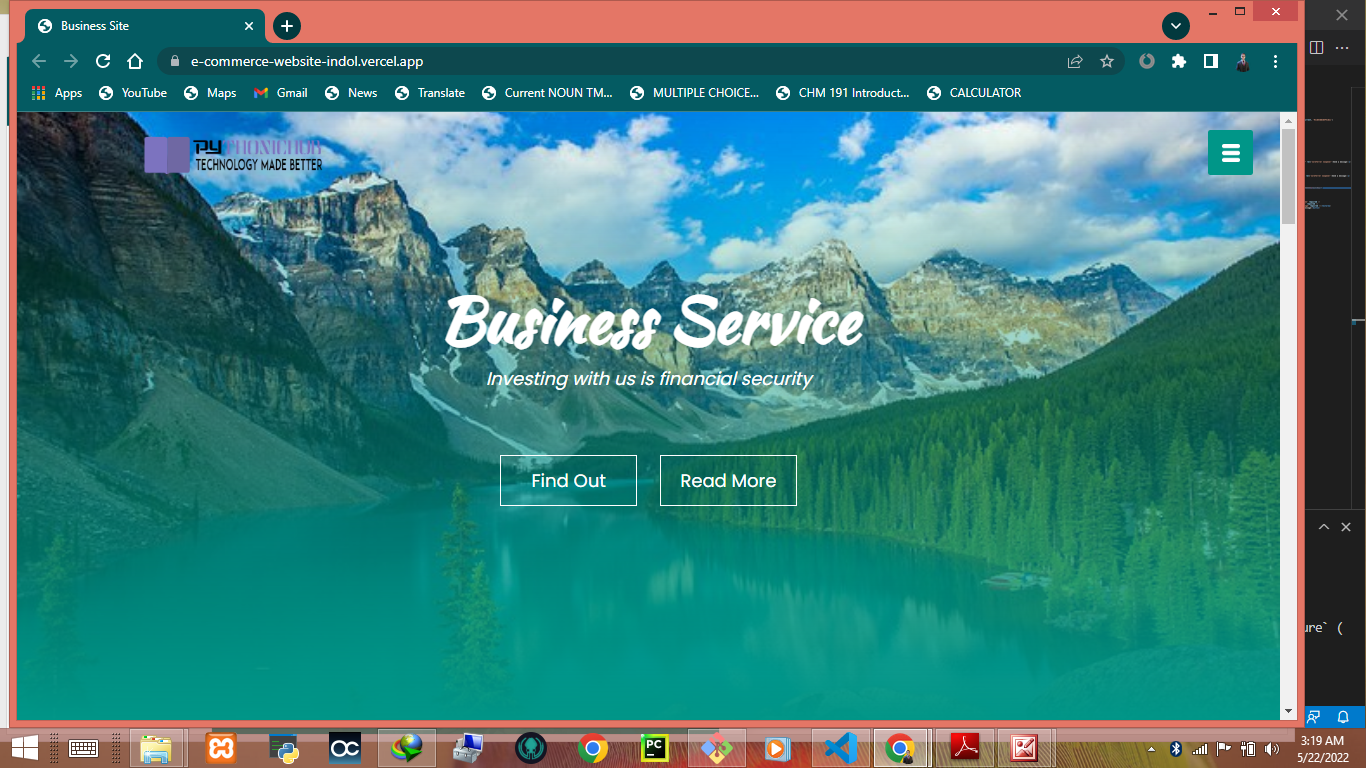 Business Site
e-commerce-website-indol.vercel.app
Apps YouTube Maps Gmail News Translate Current NOUN TM... MULTIPLE CHOICE... CHM 191 Introduct... CALCULATOR
TECHNOLOGY MADE BETTER
Business Service
Investing with us is financial security
Find Out Read More
ure` (
PC
3:19 AM
5/22/2022